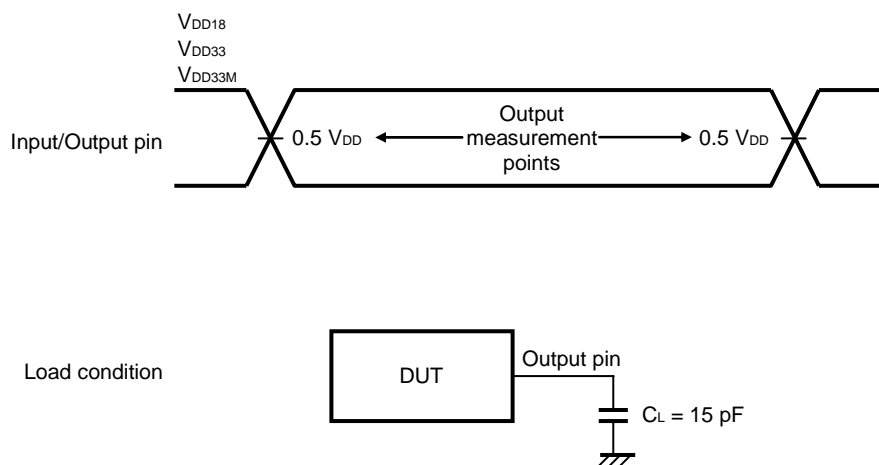 VDD18
VDD33
VDD33M
Input/Output pin
0.5 VDD
Output
measurement
points
0.5 VDD
Load condition
DUT
Output pin
CL = 15 pF